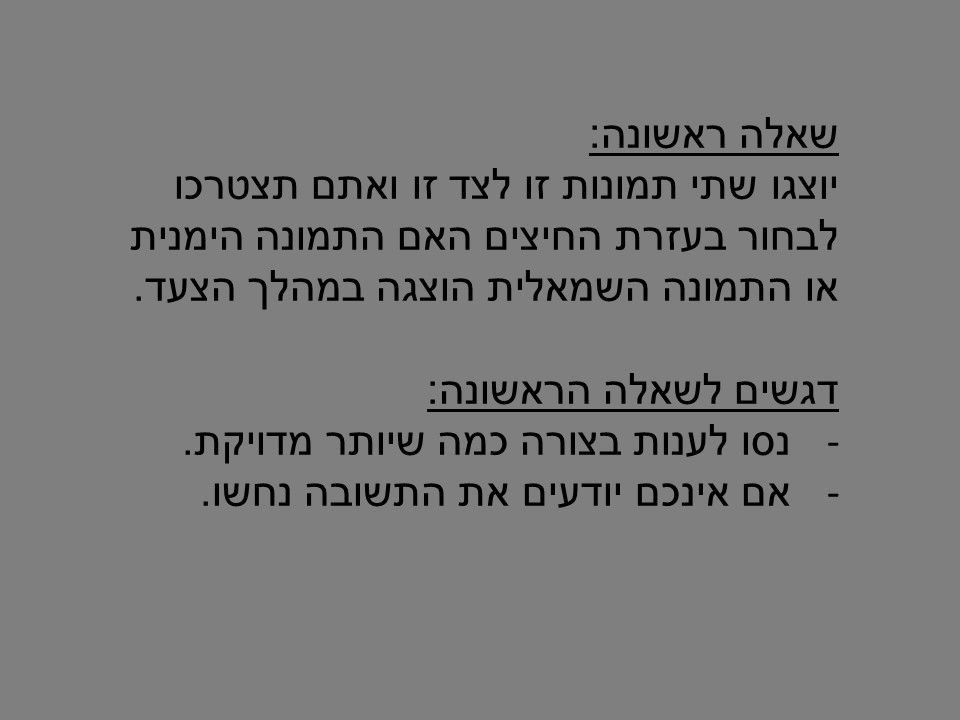 שאלה ראשונה:
יוצגו שתי תמונות זו לצד זו ואתם תצטרכו
לבחור בעזרת החיצים האם התמונה הימנית
או התמונה השמאלית הוצגה במהלך הצעד.
דגשים לשאלה הראשונה:
- נסו לענות בצורה כמה שיותר מדויקת.
- אם אינכם יודעים את התשובה נחשו.